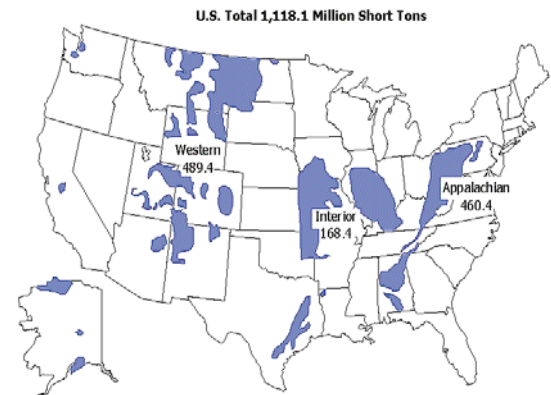 U.S. Total 1,118.1 Million Short Tons
Western
489.4
Interior
168.4
Appalachian
460.4